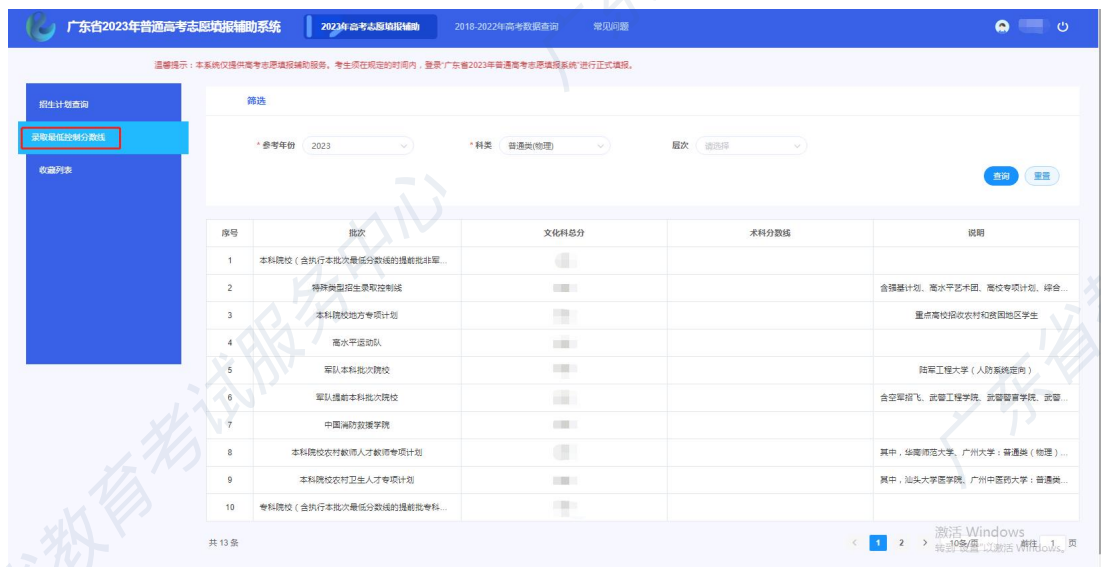 广东省2023年普通高考志愿填报辅助系统 2023年高考志愿填报辅助 2018-2022年高考数据查询 常见问题
温馨提示：本系统仅提供高考志愿填报辅助服务。考生须在规定的时间内，登录“广东省2023年普通高考志愿填报系统”进行正式填报。
招生计划查询
录取最低控制分数线
收藏列表
筛选
* 参考年份 2023 * 科类 普通类(物理) 层次 请选择
查询 重置
序号 批次 文化科总分 术科分数线 说明
1 本科院校（含执行本批次最低分数线的提前批非军...
2 特殊类型招生录取控制线 含强基计划、高水平艺术团、高校专项计划、综合...
3 本科院校地方专项计划 重点高校招收农村和贫困地区学生
4 高水平运动队
5 军队本科批次院校 陆军工程大学（人防系统定向）
6 军队提前本科批次院校 含空军招飞、武警工程学院、武警警官学院、武警...
7 中国消防救援学院
8 本科院校农村教师人才教师专项计划 其中，华南师范大学、广州大学：普通类（物理）...
9 本科院校农村卫生人才专项计划 其中，汕头大学医学院、广州中医药大学：普通类...
10 专科院校（含执行本批次最低分数线的提前批专科...
共 13 条 < 1 2 > 10条/页 前往 1 页
激活 Windows
转到“设置”以激活 Windows。
广东省教
试教育考试服务中心